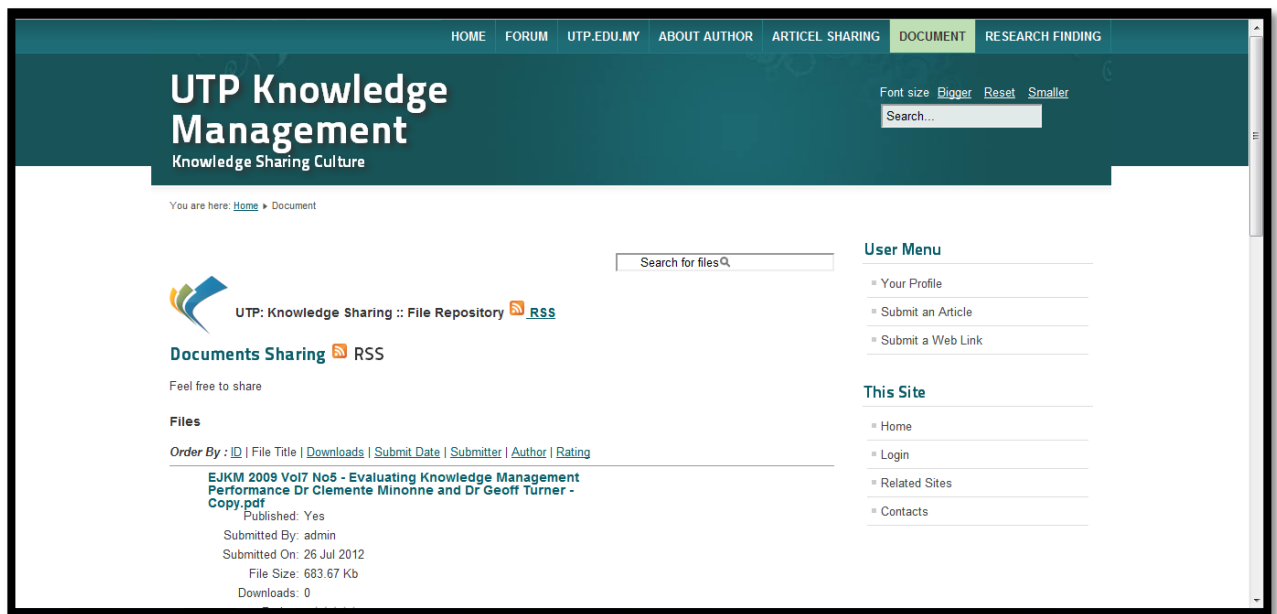 HOME FORUM UTP.EDU.MY ABOUT AUTHOR ARTICEL SHARING DOCUMENT RESEARCH FINDING
UTP Knowledge
Management
Knowledge Sharing Culture
Font size Bigger Reset Smaller
Search...
You are here: Home Document
Search for files
UTP: Knowledge Sharing :: File Repository RSS
Documents Sharing RSS
Feel free to share
Files
Order By : ID | File Title | Downloads | Submit Date | Submitter | Author | Rating
EJKM 2009 Vol7 No5 - Evaluating Knowledge Management
Performance Dr Clemente Minonne and Dr Geoff Turner -
Copy.pdf
Published: Yes
Submitted By: admin
Submitted On: 26 Jul 2012
File Size: 683.67 Kb
Downloads: 0
User Menu
Your Profile
Submit an Article
Submit a Web Link
This Site
Home
Login
Related Sites
Contacts